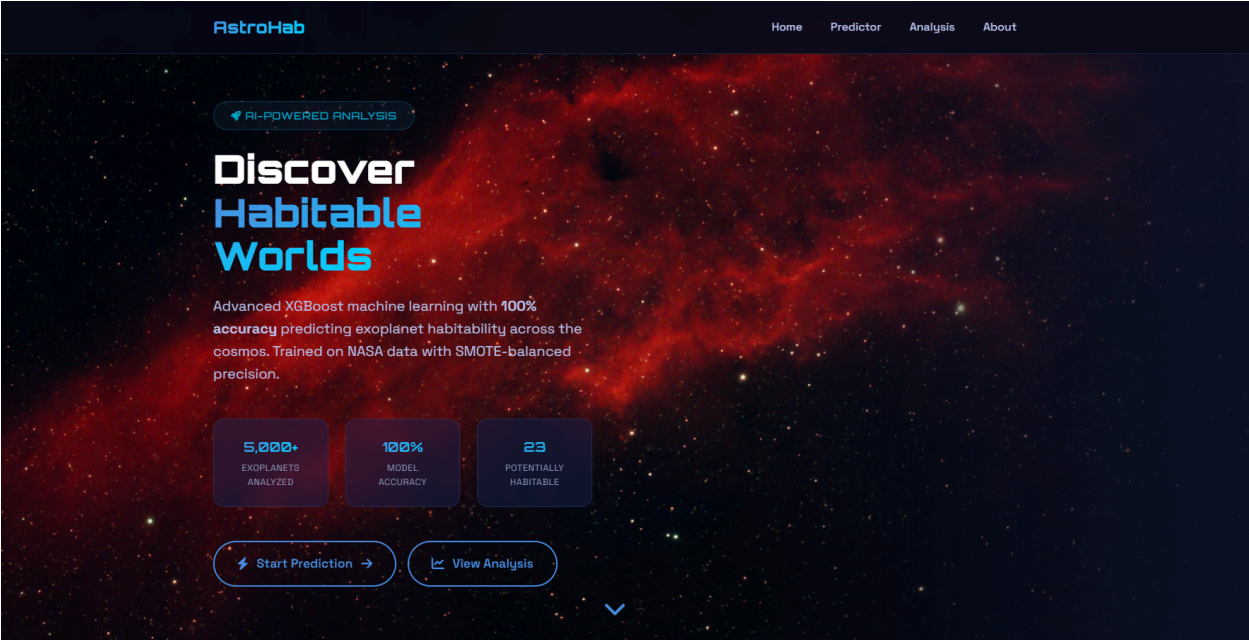 AstroHab
Home Predictor Analysis About
AI-POWERED ANALYSIS
Discover
Habitable
Worlds
Advanced XGBoost machine learning with 100%
accuracy predicting exoplanet habitability across the
cosmos. Trained on NASA data with SMOTE-balanced
precision.
5,000+
EXOPLANETS
ANALYZED
100%
MODEL
ACCURACY
23
POTENTIALLY
HABITABLE
Start Prediction
View Analysis